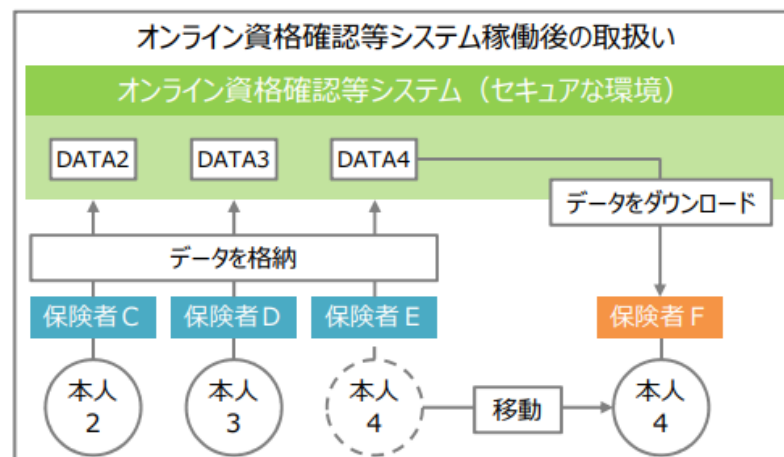 オンライン資格確認等システム稼働後の取扱い
オンライン資格確認等システム（セキュアな環境）
DATA2
DATA3
DATA4
データをダウンロード
データを格納
保険者C
保険者D
保険者E
保険者F
本人
2
本人
3
本人
4
移動
本人
4